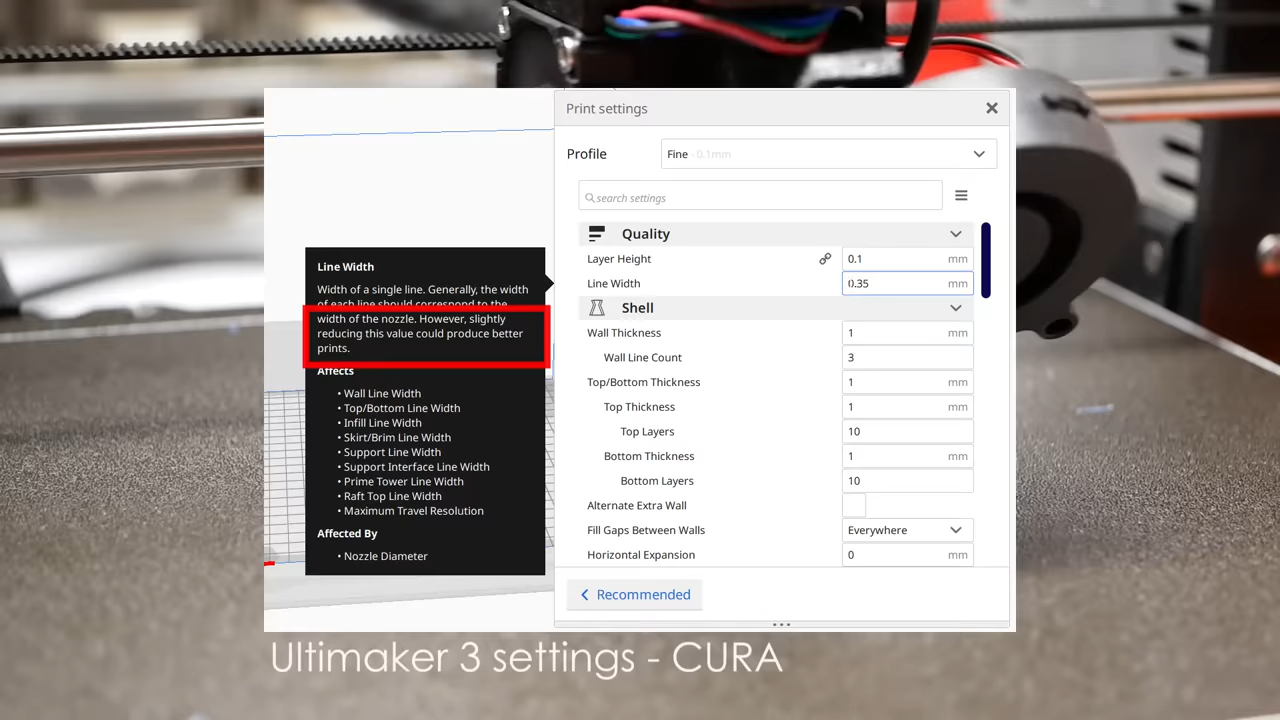 Print settings
Profile
Fine - 0.1mm
search settings
Quality
Layer Height
0.1 mm
Line Width
0.35 mm
Shell
Wall Thickness
1 mm
Wall Line Count
3
Top/Bottom Thickness
1 mm
Top Thickness
1 mm
Top Layers
10
Bottom Thickness
1 mm
Bottom Layers
10
Alternate Extra Wall
Fill Gaps Between Walls
Everywhere
Horizontal Expansion
0 mm
Recommended
Line Width
Width of a single line. Generally, the width
of each line should correspond to the
width of the nozzle. However, slightly
reducing this value could produce better
prints.
Affects
• Wall Line Width
• Top/Bottom Line Width
• Infill Line Width
• Skirt/Brim Line Width
• Support Line Width
• Support Interface Line Width
• Prime Tower Line Width
• Raft Top Line Width
• Maximum Travel Resolution
Affected By
• Nozzle Diameter
Ultimaker 3 settings - CURA